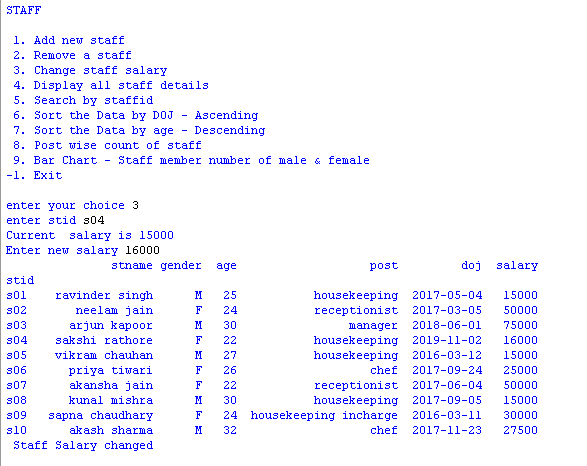 STAFF
1. Add new staff
2. Remove a staff
3. Change staff salary
4. Display all staff details
5. Search by staffid
6. Sort the Data by DOJ - Ascending
7. Sort the Data by age - Descending
8. Post wise count of staff
9. Bar Chart - Staff member number of male & female
-1. Exit
enter your choice 3
enter stid s04
Current  salary is 15000
Enter new salary 16000
stname gender age post doj salary
stid
s01 ravinder singh M 25 housekeeping 2017-05-04 15000
s02 neelam jain F 24 receptionist 2017-03-05 50000
s03 arjun kapoor M 30 manager 2018-06-01 75000
s04 sakshi rathore F 22 housekeeping 2019-11-02 16000
s05 vikram chauhan M 27 housekeeping 2016-03-12 15000
s06 priya tiwari F 26 chef 2017-09-24 25000
s07 akansha jain F 22 receptionist 2017-06-04 50000
s08 kunal mishra M 30 housekeeping 2017-09-05 15000
s09 sapna chaudhary F 24 housekeeping incharge 2016-03-11 30000
s10 akash sharma M 32 chef 2017-11-23 27500
Staff Salary changed